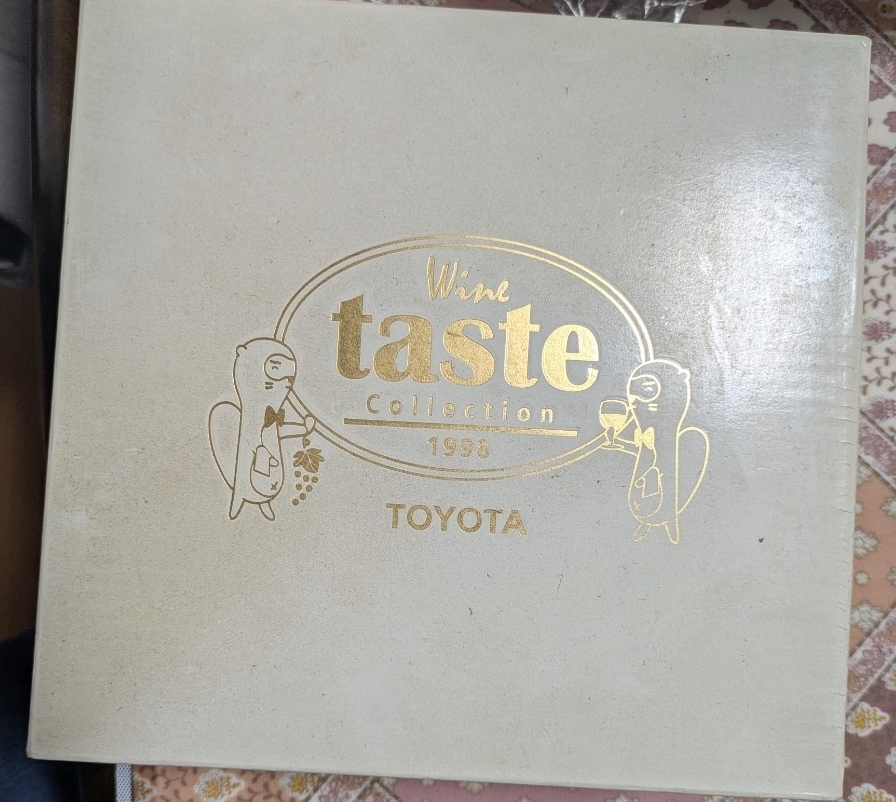 Wine
taste
Collection
1998
TOYOTA